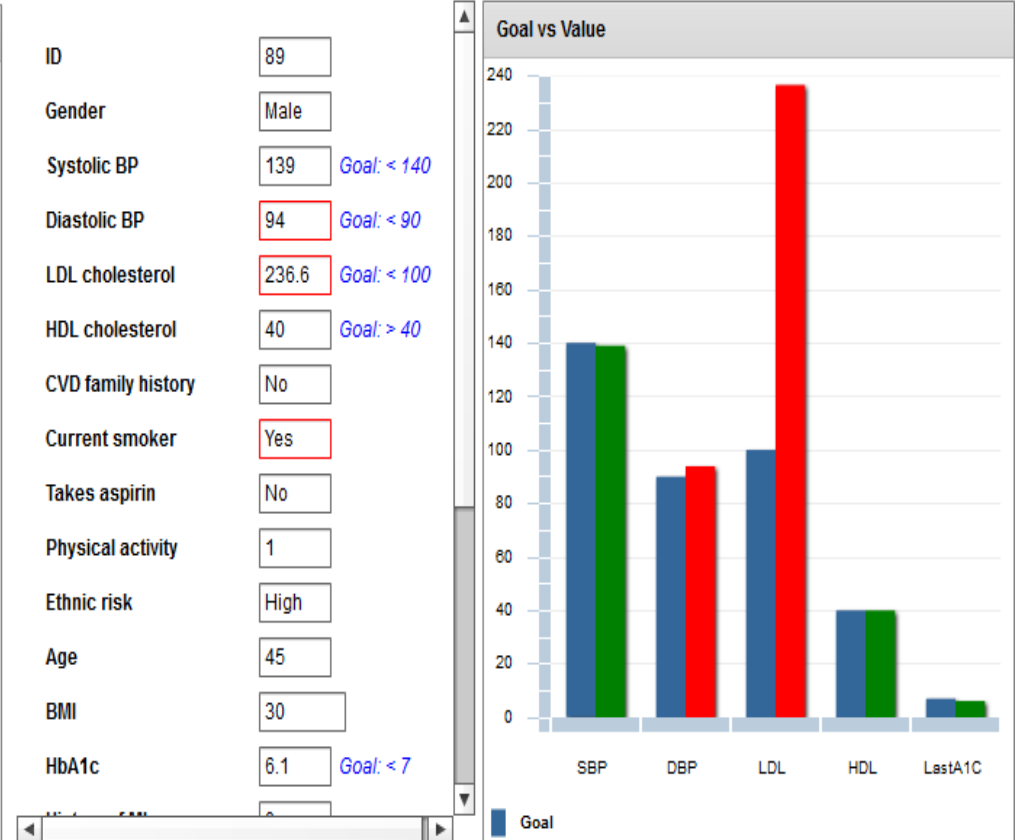 ID 89
Gender Male
Systolic BP 139 Goal: < 140
Diastolic BP 94 Goal: < 90
LDL cholesterol 236.6 Goal: < 100
HDL cholesterol 40 Goal: > 40
CVD family history No
Current smoker Yes
Takes aspirin No
Physical activity 1
Ethnic risk High
Age 45
BMI 30
HbA1c 6.1 Goal: < 7
Goal vs Value
240
220
200
180
160
140
120
100
80
60
40
20
0
SBP DBP LDL HDL LastA1C
Goal